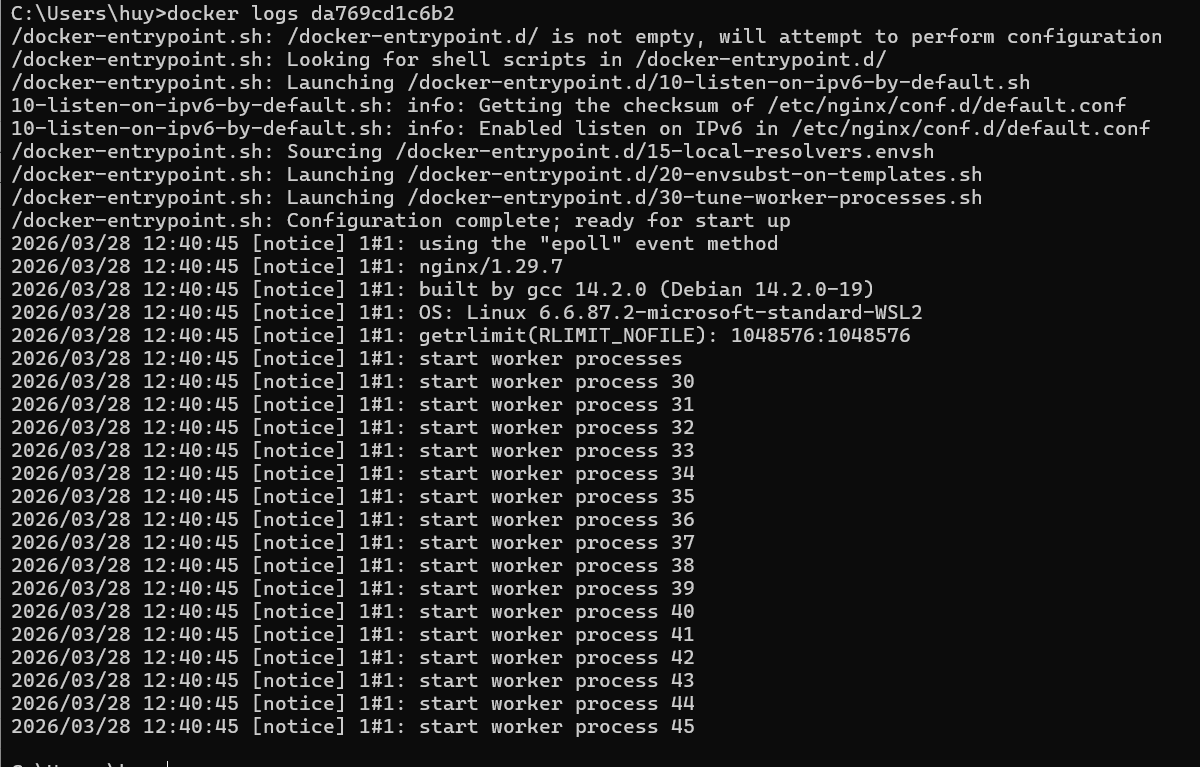 C:\Users\huy>docker logs da769cd1c6b2
/docker-entrypoint.sh: /docker-entrypoint.d/ is not empty, will attempt to perform configuration
/docker-entrypoint.sh: Looking for shell scripts in /docker-entrypoint.d/
/docker-entrypoint.sh: Launching /docker-entrypoint.d/10-listen-on-ipv6-by-default.sh
10-listen-on-ipv6-by-default.sh: info: Getting the checksum of /etc/nginx/conf.d/default.conf
10-listen-on-ipv6-by-default.sh: info: Enabled listen on IPv6 in /etc/nginx/conf.d/default.conf
/docker-entrypoint.sh: Sourcing /docker-entrypoint.d/15-local-resolvers.envsh
/docker-entrypoint.sh: Launching /docker-entrypoint.d/20-envsubst-on-templates.sh
/docker-entrypoint.sh: Launching /docker-entrypoint.d/30-tune-worker-processes.sh
/docker-entrypoint.sh: Configuration complete; ready for start up
2026/03/28 12:40:45 [notice] 1#1: using the "epoll" event method
2026/03/28 12:40:45 [notice] 1#1: nginx/1.29.7
2026/03/28 12:40:45 [notice] 1#1: built by gcc 14.2.0 (Debian 14.2.0-19)
2026/03/28 12:40:45 [notice] 1#1: OS: Linux 6.6.87.2-microsoft-standard-WSL2
2026/03/28 12:40:45 [notice] 1#1: getrlimit(RLIMIT_NOFILE): 1048576:1048576
2026/03/28 12:40:45 [notice] 1#1: start worker processes
2026/03/28 12:40:45 [notice] 1#1: start worker process 30
2026/03/28 12:40:45 [notice] 1#1: start worker process 31
2026/03/28 12:40:45 [notice] 1#1: start worker process 32
2026/03/28 12:40:45 [notice] 1#1: start worker process 33
2026/03/28 12:40:45 [notice] 1#1: start worker process 34
2026/03/28 12:40:45 [notice] 1#1: start worker process 35
2026/03/28 12:40:45 [notice] 1#1: start worker process 36
2026/03/28 12:40:45 [notice] 1#1: start worker process 37
2026/03/28 12:40:45 [notice] 1#1: start worker process 38
2026/03/28 12:40:45 [notice] 1#1: start worker process 39
2026/03/28 12:40:45 [notice] 1#1: start worker process 40
2026/03/28 12:40:45 [notice] 1#1: start worker process 41
2026/03/28 12:40:45 [notice] 1#1: start worker process 42
2026/03/28 12:40:45 [notice] 1#1: start worker process 43
2026/03/28 12:40:45 [notice] 1#1: start worker process 44
2026/03/28 12:40:45 [notice] 1#1: start worker process 45